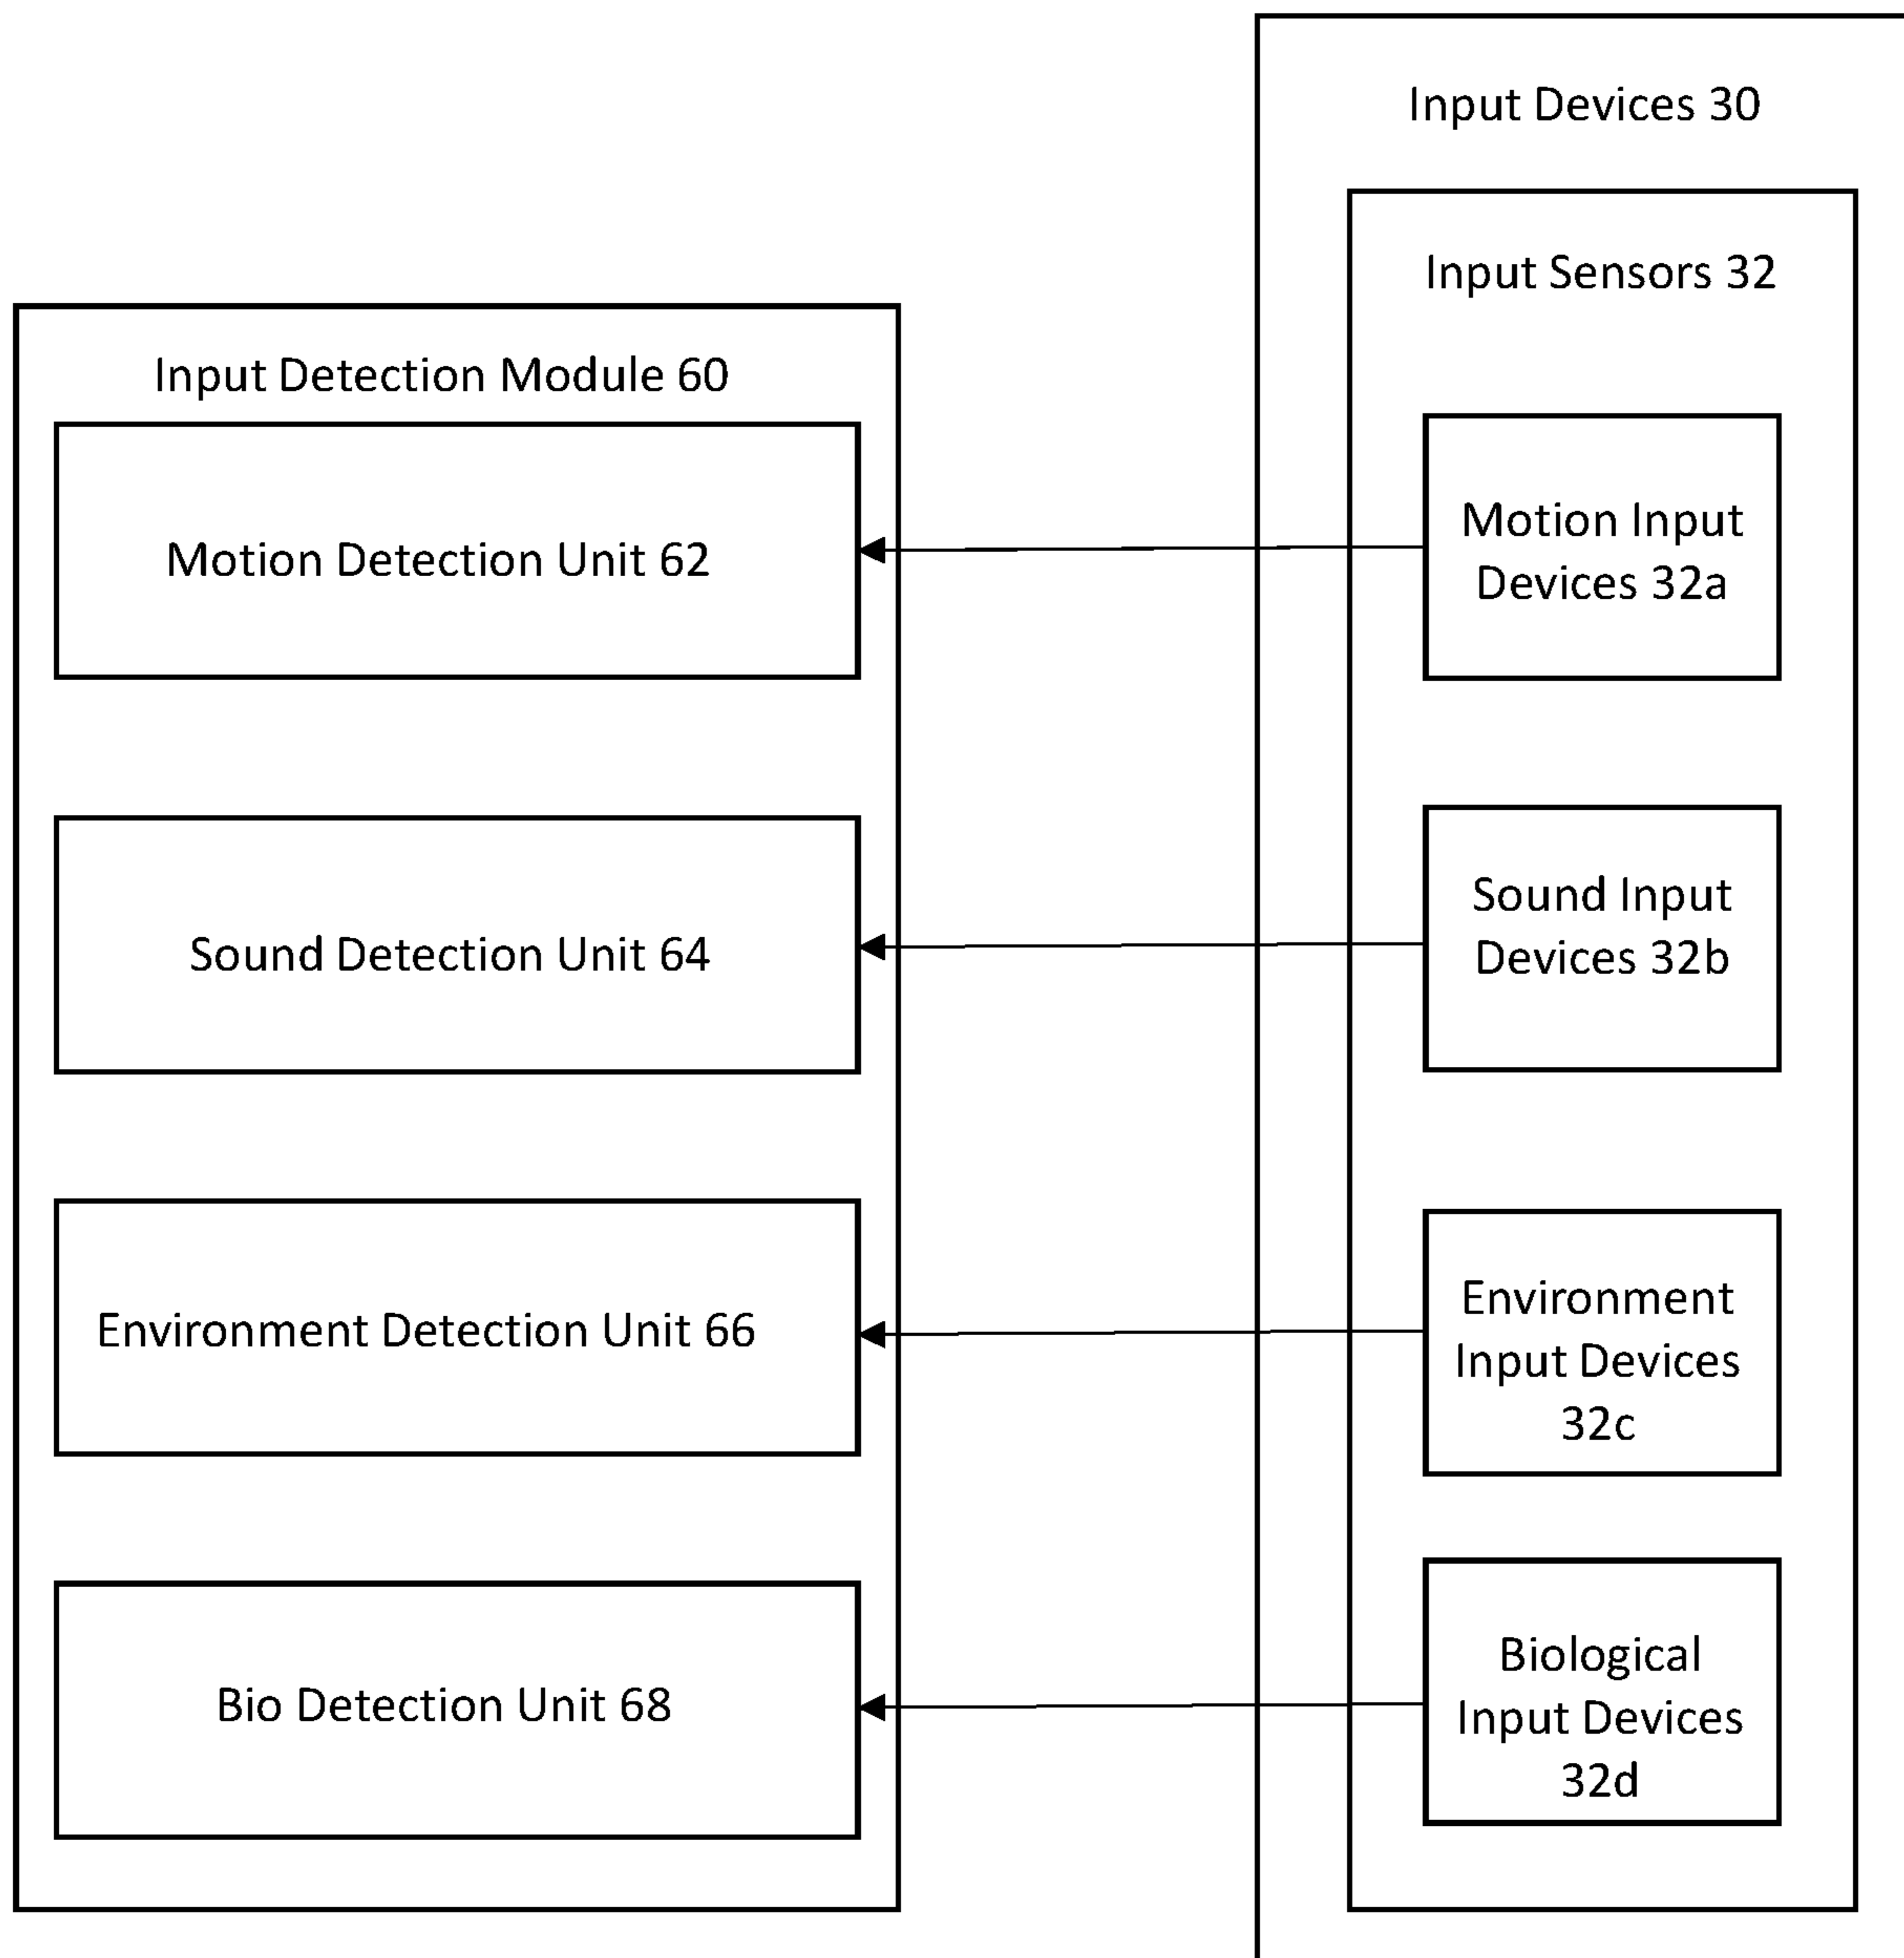 Input Devices 30
Input Sensors 32
Input Detection Module 60
Motion Detection Unit 62
Motion Input
Devices 32a
Sound Detection Unit 64
Sound Input
Devices 32b
Environment Detection Unit 66
Environment
Input Devices
32c
Bio Detection Unit 68
Biological
Input Devices
32d